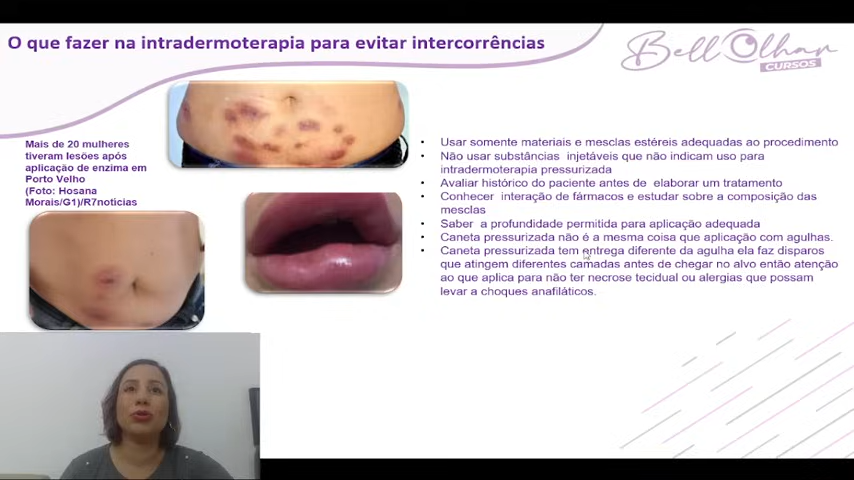 O que fazer na intradermoterapia para evitar intercorrências
Bell Olhar
CURSOS
Mais de 20 mulheres
tiveram lesões após
aplicação de enzima em
Porto Velho
(Foto: Hosana
Morais/G1)/R7noticias
• Usar somente materiais e mesclas estéreis adequadas ao procedimento
• Não usar substâncias injetáveis que não indicam uso para
intradermoterapia pressurizada
• Avaliar histórico do paciente antes de elaborar um tratamento
• Conhecer interação de fármacos e estudar sobre a composição das
mesclas
• Saber a profundidade permitida para aplicação adequada
• Caneta pressurizada não é a mesma coisa que aplicação com agulhas.
• Caneta pressurizada tem entrega diferente da agulha ela faz disparos
que atingem diferentes camadas antes de chegar no alvo então atenção
ao que aplica para não ter necrose tecidual ou alergias que possam
levar a choques anafiláticos.